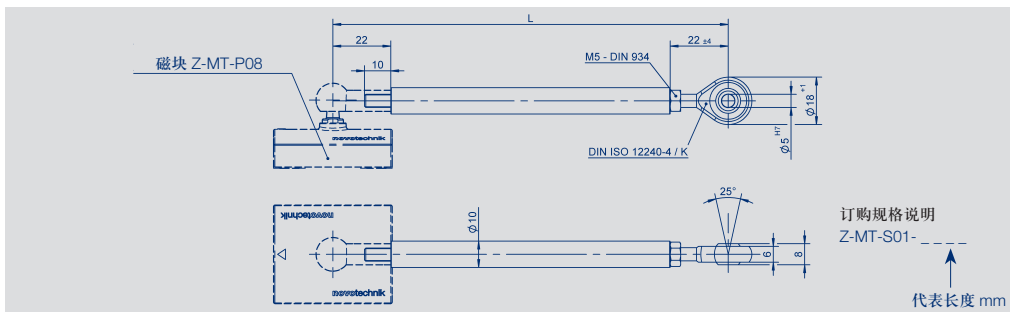 L
22
22 ±4
磁块 Z-MT-P08
10
M5 - DIN 934
novotechnik
DIN ISO 12240-4 / K
Ø5 H7
Ø18 +1
novotechnik
Ø10
25°
6
8
novotechnik
订购规格说明
Z-MT-S01- _ _ _ _
代表长度 mm